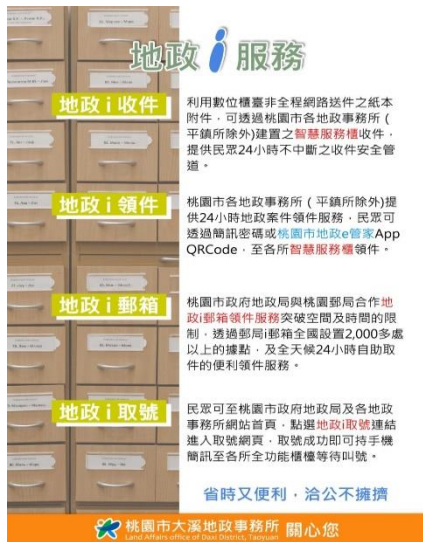 地政i服務
地政i收件
利用數位櫃臺非全程網路送件之紙本
附件，可透過桃園市各地政事務所（
平鎮所除外)建置之智慧服務櫃收件，
提供民眾24小時不中斷之收件安全管
道。
地政i領件
桃園市各地政事務所（平鎮所除外)提
供24小時地政案件領件服務，民眾可
透過簡訊密碼或桃園市地政e管家App
QRCode，至各所智慧服務櫃領件。
地政i郵箱
桃園市政府地政局與桃園郵局合作地
政i郵箱領件服務突破空間及時間的限
制，透過郵局i郵箱全國設置2,000多處
以上的據點，及全天候24小時自助取
件的便利領件服務。
地政i取號
民眾可至桃園市政府地政局及各地政
事務所網站首頁，點選地政i取號連結
進入取號網頁，取號成功即可持手機
簡訊至各所全功能櫃檯等待叫號。
省時又便利，洽公不擁擠
桃園市大溪地政事務所 關心您
Land Affairs office of Daxi District, Taoyuan